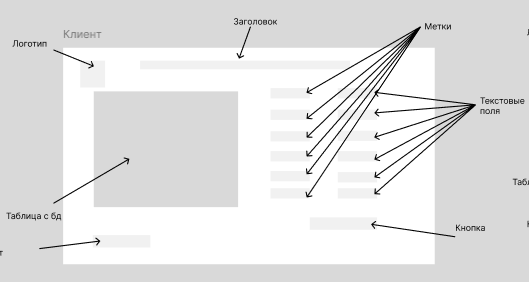 Заголовок
Метки
Клиент
Логотип
Текстовые
поля
Таблица с бд
Кнопка